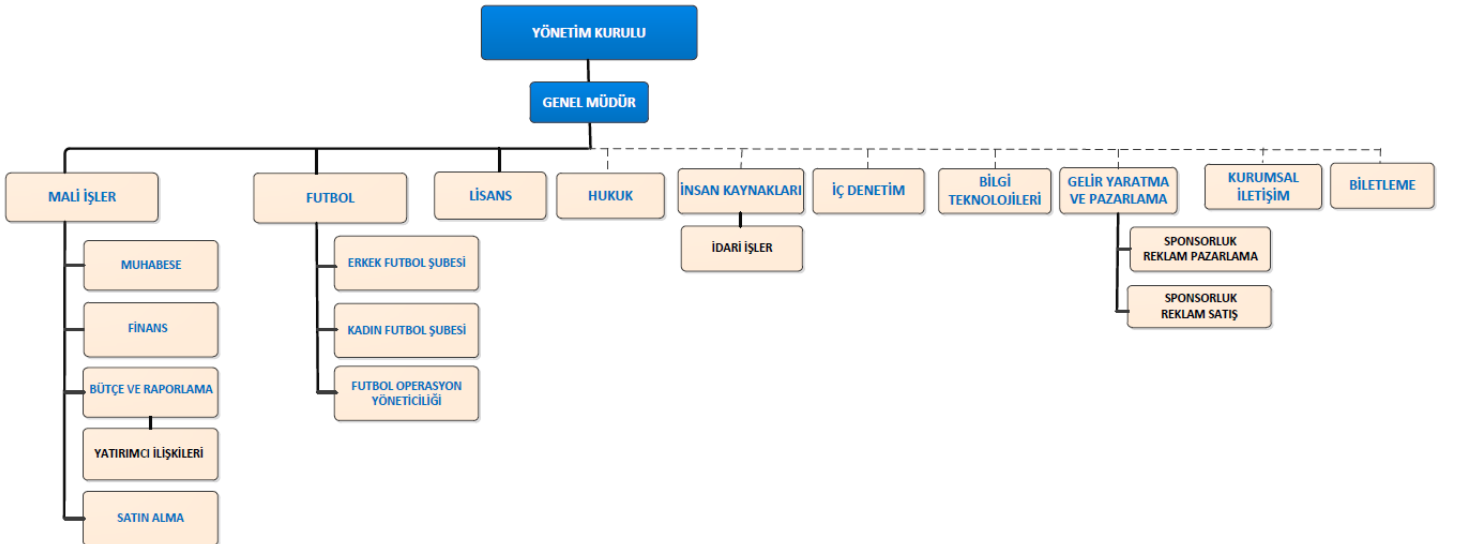 YÖNETİM KURULU
GENEL MÜDÜR
MALİ İŞLER
FUTBOL
LİSANS
HUKUK
İNSAN KAYNAKLARI
İÇ DENETİM
BİLGİ
TEKNOLOJİLERİ
GELİR YARATMA
VE PAZARLAMA
KURUMSAL
İLETİŞİM
BİLETLEME
MUHABESE
FİNANS
BÜTÇE VE RAPORLAMA
YATIRIMCI İLİŞKİLERİ
SATIN ALMA
ERKEK FUTBOL ŞUBESİ
KADIN FUTBOL ŞUBESİ
FUTBOL OPERASYON
YÖNETİCİLİĞİ
İDARİ İŞLER
SPONSORLUK
REKLAM PAZARLAMA
SPONSORLUK
REKLAM SATIŞ